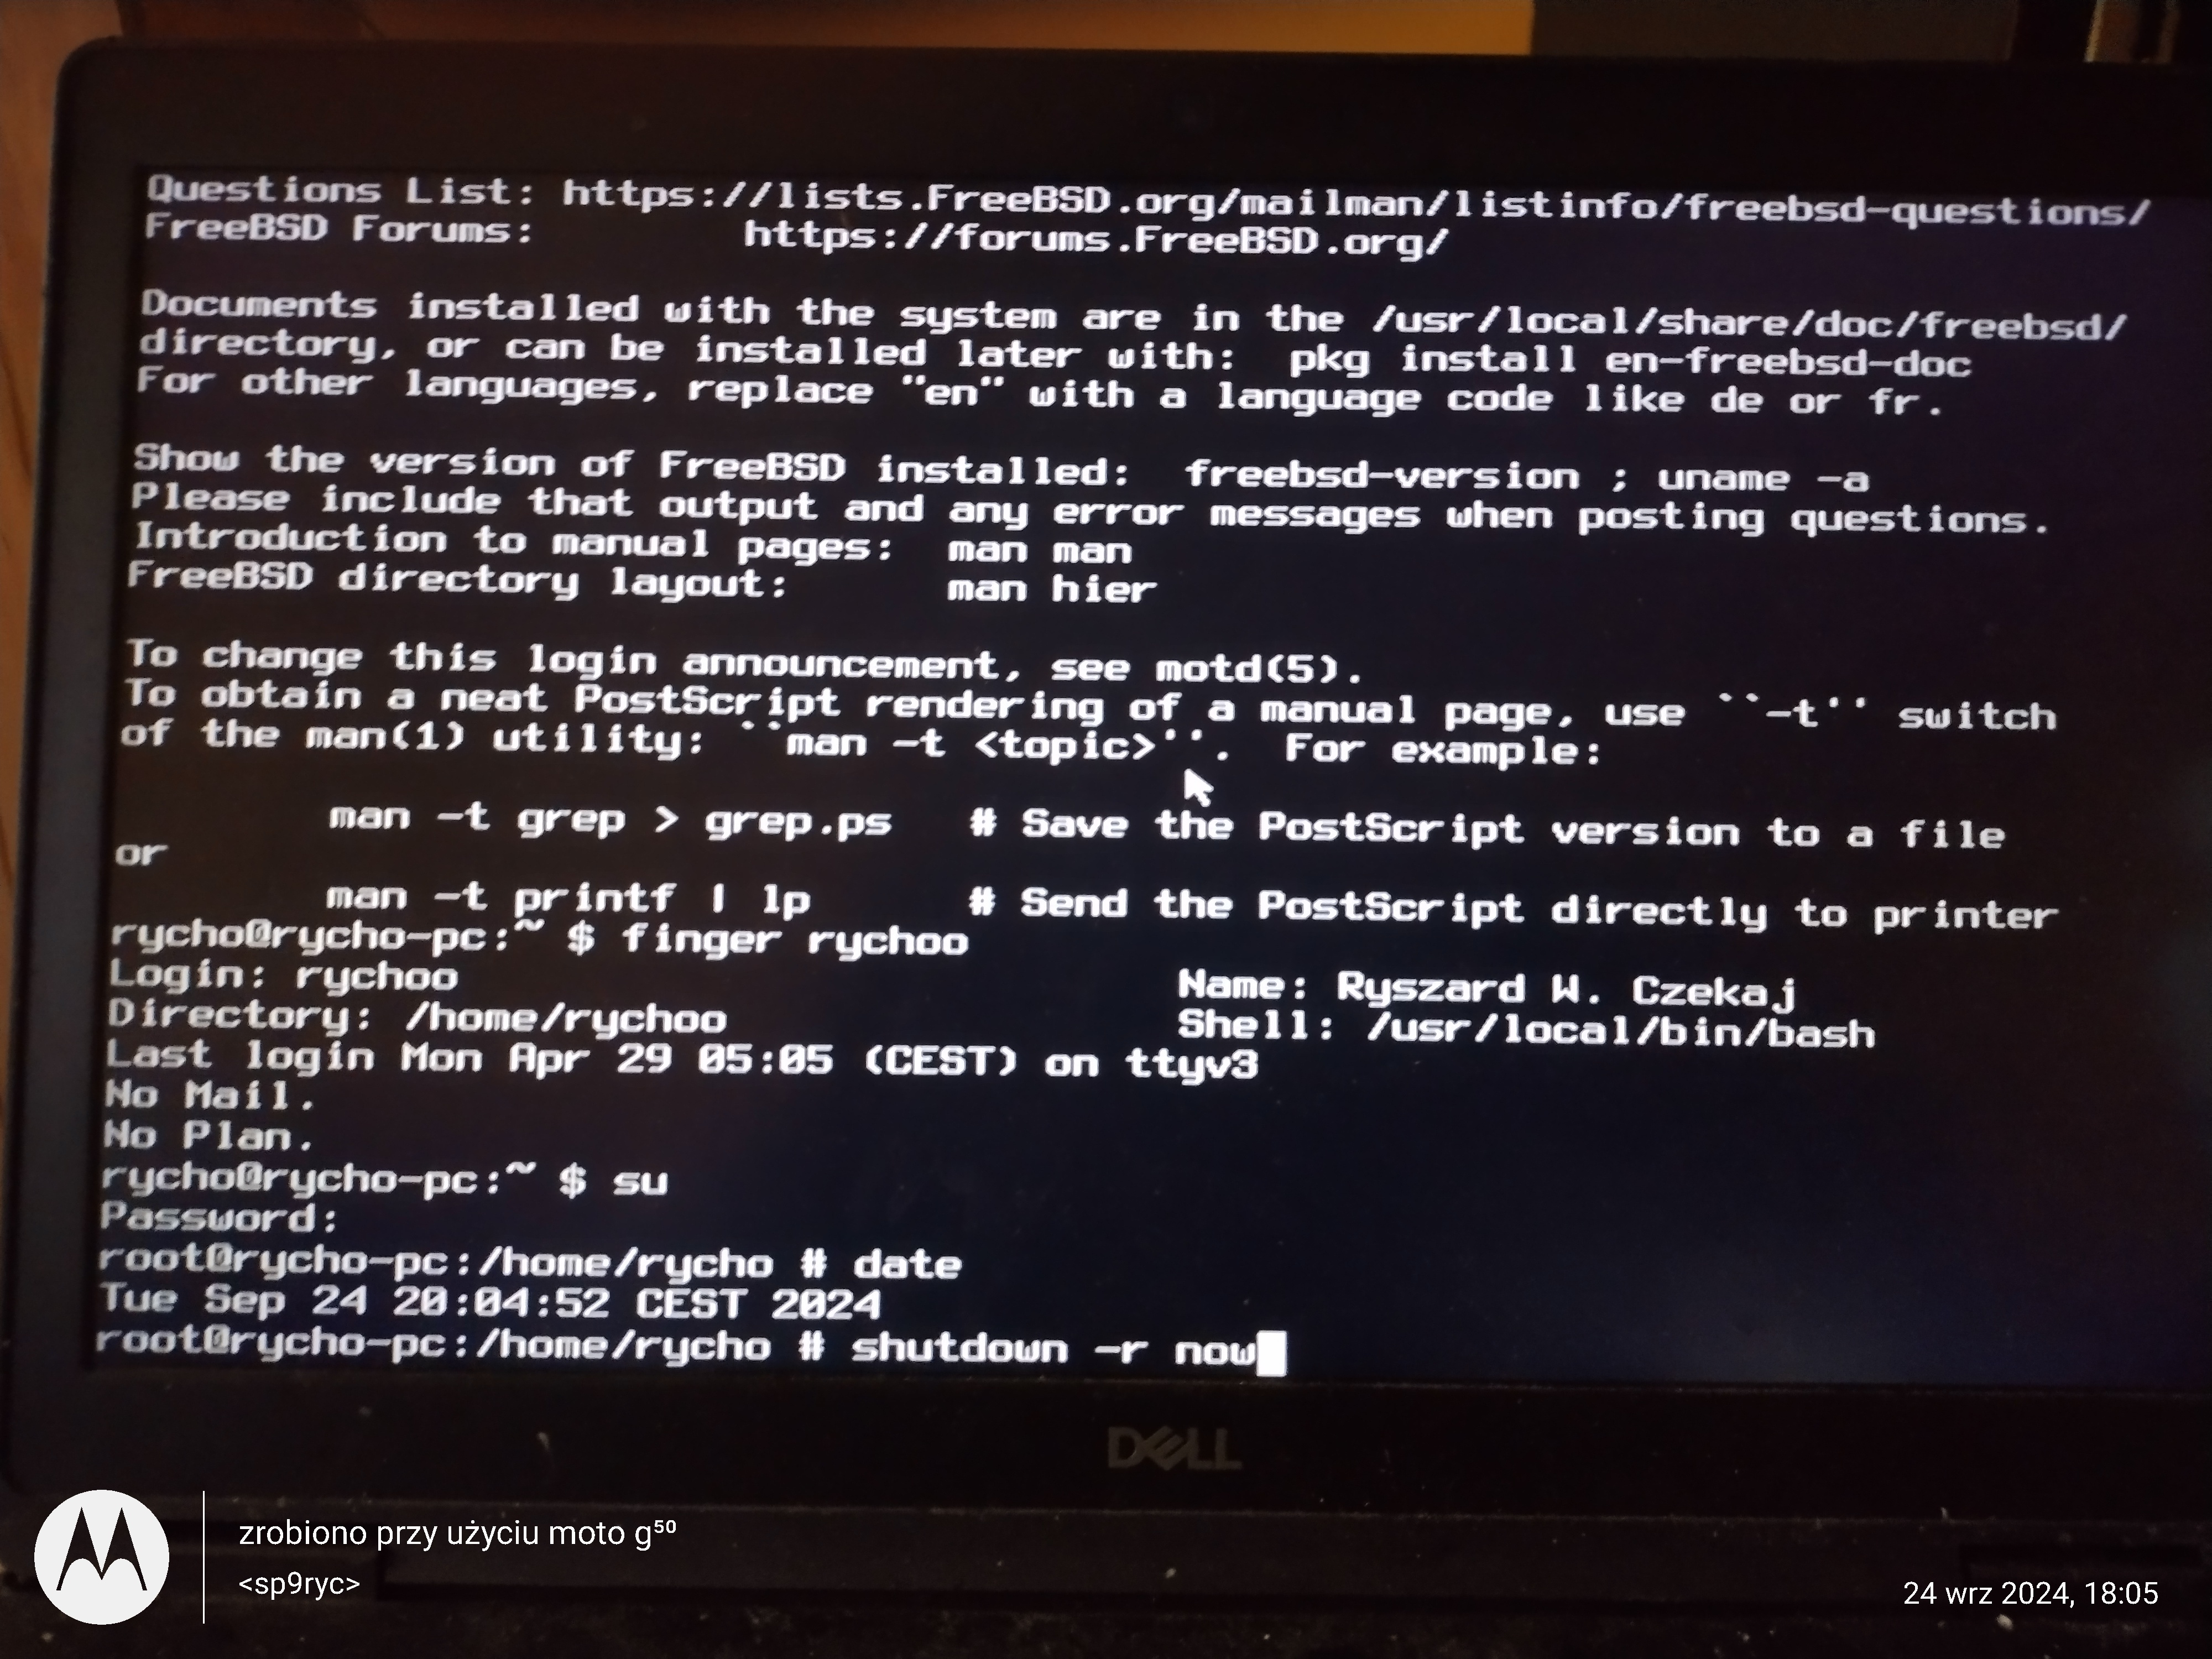 Questions List: https://lists.FreeBSD.org/mailman/listinfo/freebsd-questions/
FreeBSD Forums:        https://forums.FreeBSD.org/
Documents installed with the system are in the /usr/local/share/doc/freebsd/
directory, or can be installed later with:  pkg install en-freebsd-doc
For other languages, replace "en" with a language code like de or fr.
Show the version of FreeBSD installed:  freebsd-version ; uname -a
Please include that output and any error messages when posting questions.
Introduction to manual pages:  man man
FreeBSD directory layout:      man hier
To change this login announcement, see motd(5).
To obtain a neat PostScript rendering of a manual page, use ``-t'' switch
of the man(1) utility: ``man -t <topic>''.  For example:
        man -t grep > grep.ps   # Save the PostScript version to a file
or
        man -t printf | lp      # Send the PostScript directly to printer
rycho@rycho-pc:~ $ finger rychoo
Login: rychoo                           Name: Ryszard W. Czekaj
Directory: /home/rychoo                 Shell: /usr/local/bin/bash
Last login Mon Apr 29 05:05 (CEST) on ttyv3
No Mail.
No Plan.
rycho@rycho-pc:~ $ su
Password:
root@rycho-pc:/home/rycho # date
Tue Sep 24 20:04:52 CEST 2024
root@rycho-pc:/home/rycho # shutdown -r now
DELL
zrobiono przy użyciu moto g⁵⁰
<sp9ryc>
24 wrz 2024, 18:05